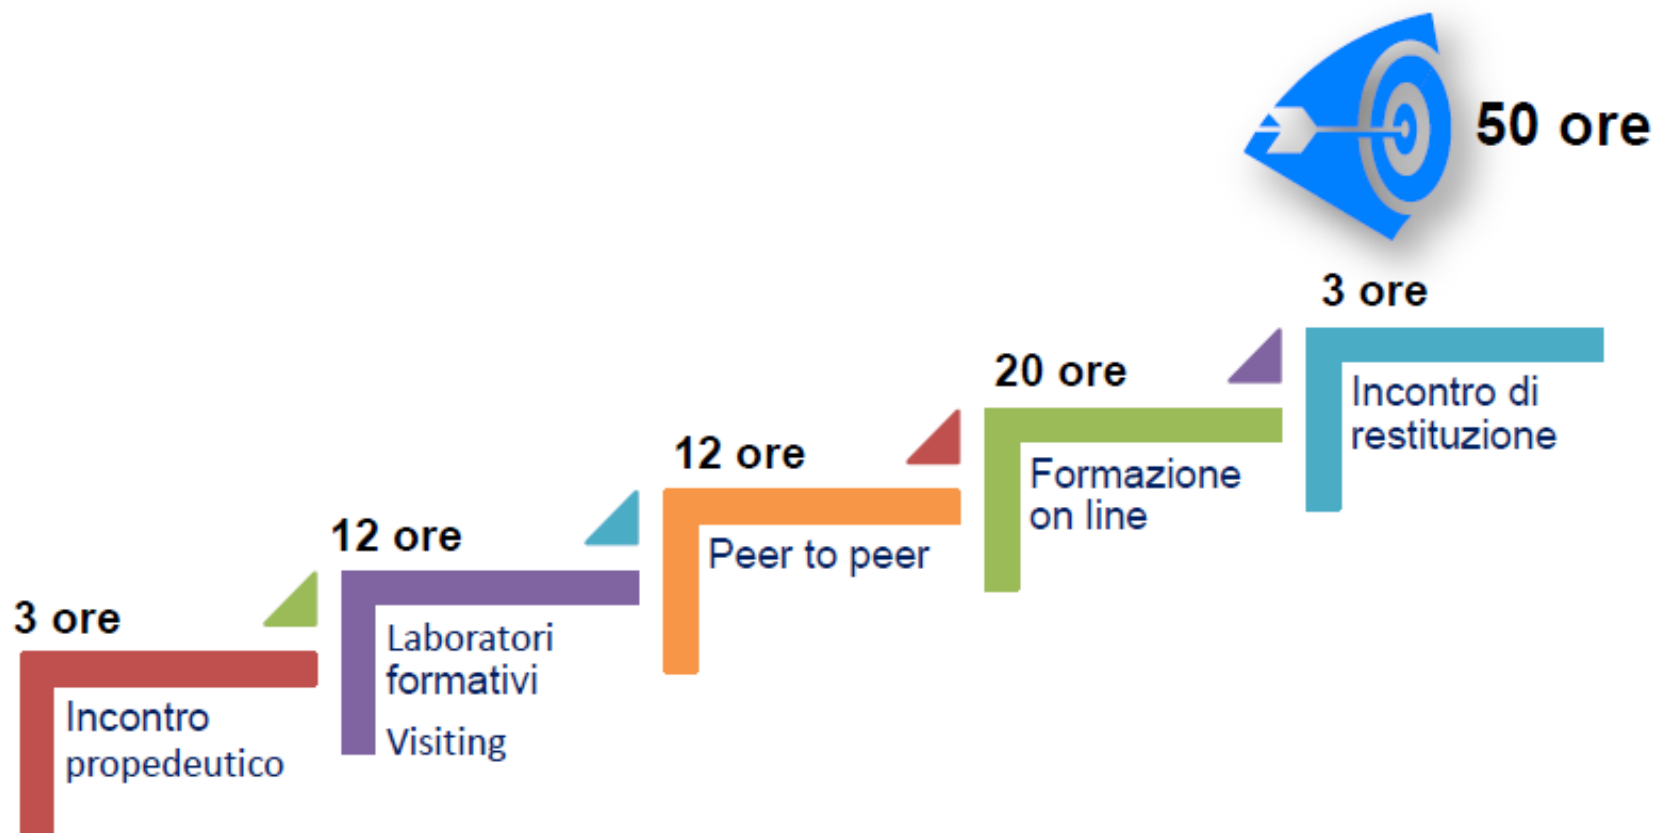 50 ore
3 ore
Incontro
propedeutico
12 ore
Laboratori
formativi
Visiting
12 ore
Peer to peer
20 ore
Formazione
on line
3 ore
Incontro di
restituzione